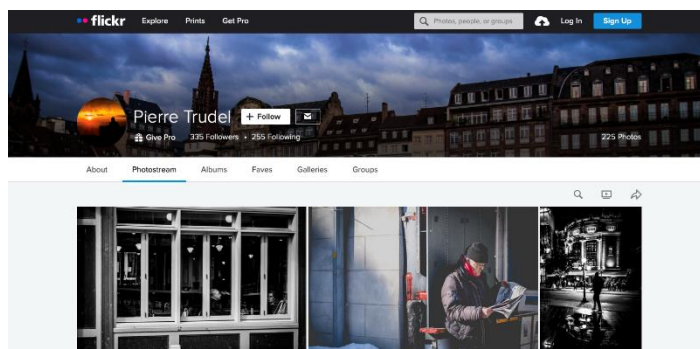 flickr Explore Prints Get Pro Photos, people, or groups Log In Sign Up
Pierre Trudel + Follow
Give Pro 335 Followers • 255 Following 225 Photos
About Photostream Albums Faves Galleries Groups